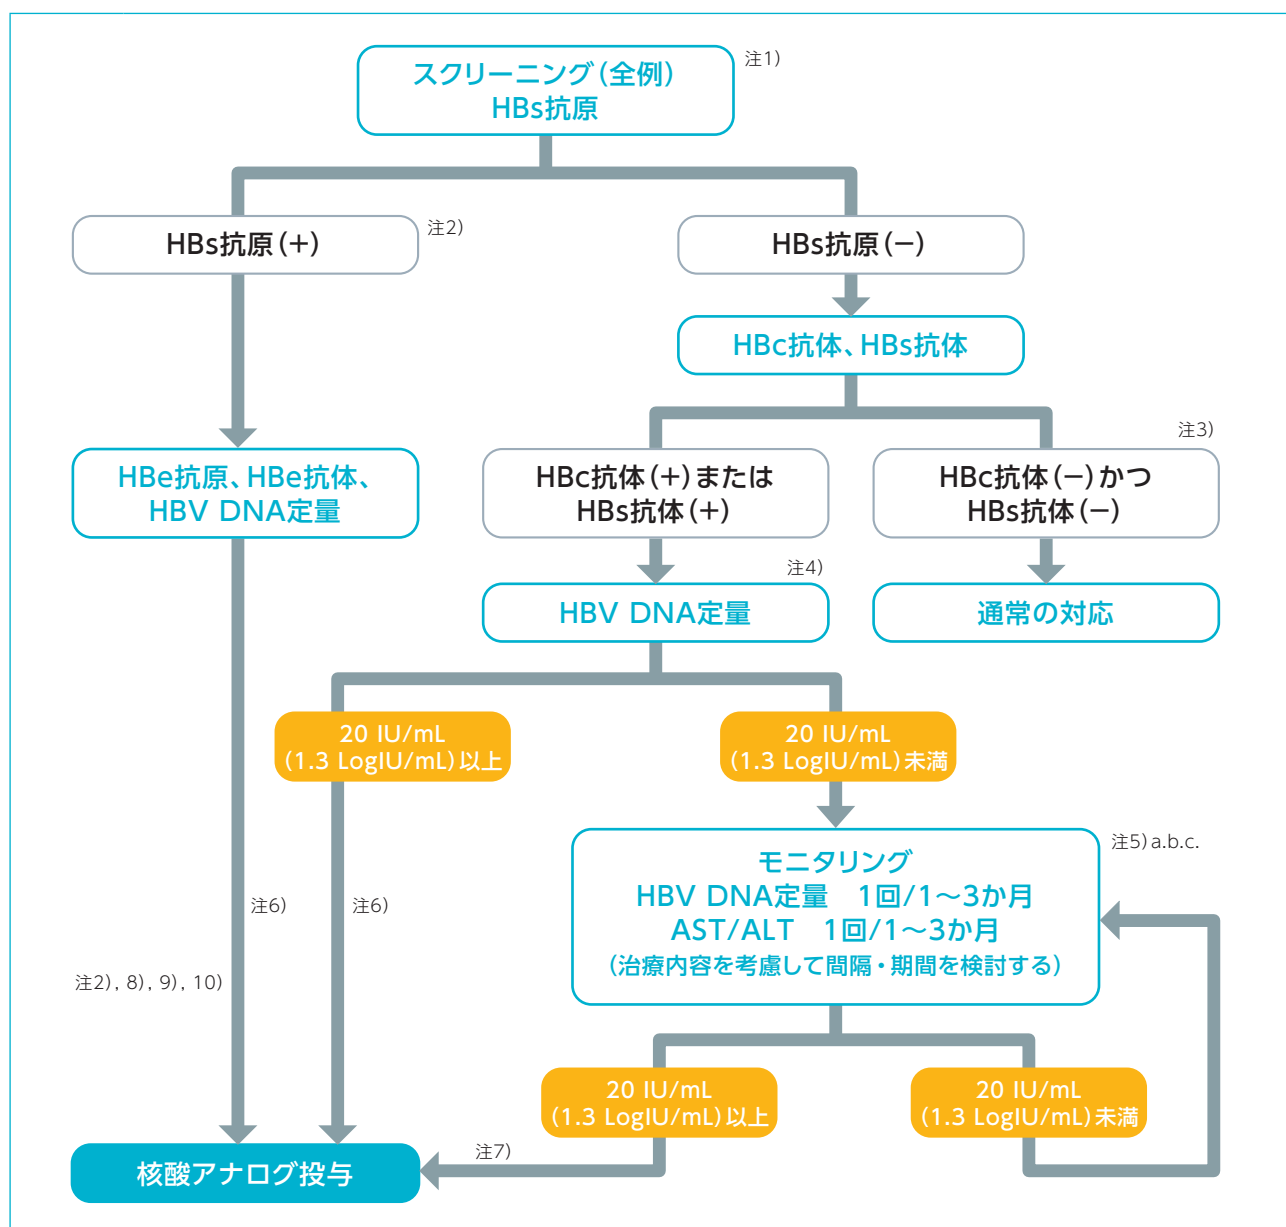 スクリーニング（全例）
HBs抗原
注1）
HBs抗原（＋）
注2）
HBs抗原（－）
HBc抗体、HBs抗体
注3）
HBe抗原、HBe抗体、
HBV DNA定量
HBc抗体（＋）または
HBs抗体（＋）
HBc抗体（－）かつ
HBs抗体（－）
注4）
HBV DNA定量
通常の対応
20 IU/mL
（1.3 LogIU/mL）以上
20 IU/mL
（1.3 LogIU/mL）未満
注5）a.b.c.
モニタリング
HBV DNA定量　1回/1～3か月
AST/ALT　1回/1～3か月
（治療内容を考慮して間隔・期間を検討する）
注6）
注6）
注2）, 8）, 9）, 10）
20 IU/mL
（1.3 LogIU/mL）以上
20 IU/mL
（1.3 LogIU/mL）未満
注7）
核酸アナログ投与